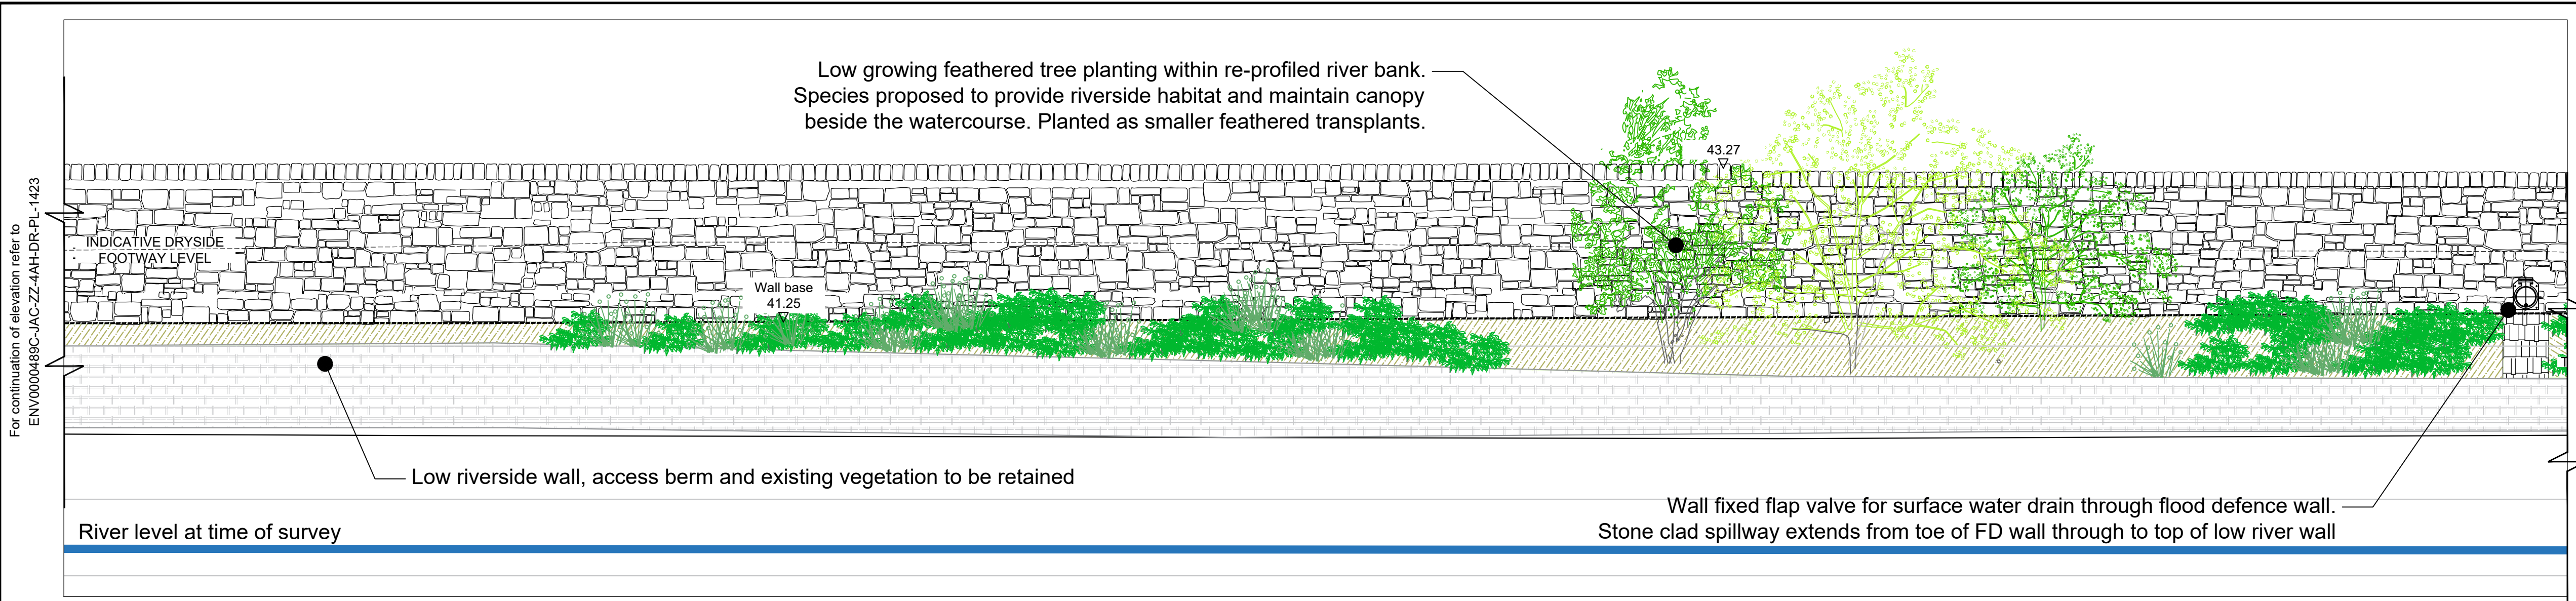 For continuation of elevation refer to
ENV0000489C-JAC-ZZ-4AH-DR-PL-1423
Low growing feathered tree planting within re-profiled river bank.
Species proposed to provide riverside habitat and maintain canopy
beside the watercourse. Planted as smaller feathered transplants.
43.27
INDICATIVE DRYSIDE
FOOTWAY LEVEL
Wall base
41.25
Low riverside wall, access berm and existing vegetation to be retained
Wall fixed flap valve for surface water drain through flood defence wall.
Stone clad spillway extends from toe of FD wall through to top of low river wall
River level at time of survey